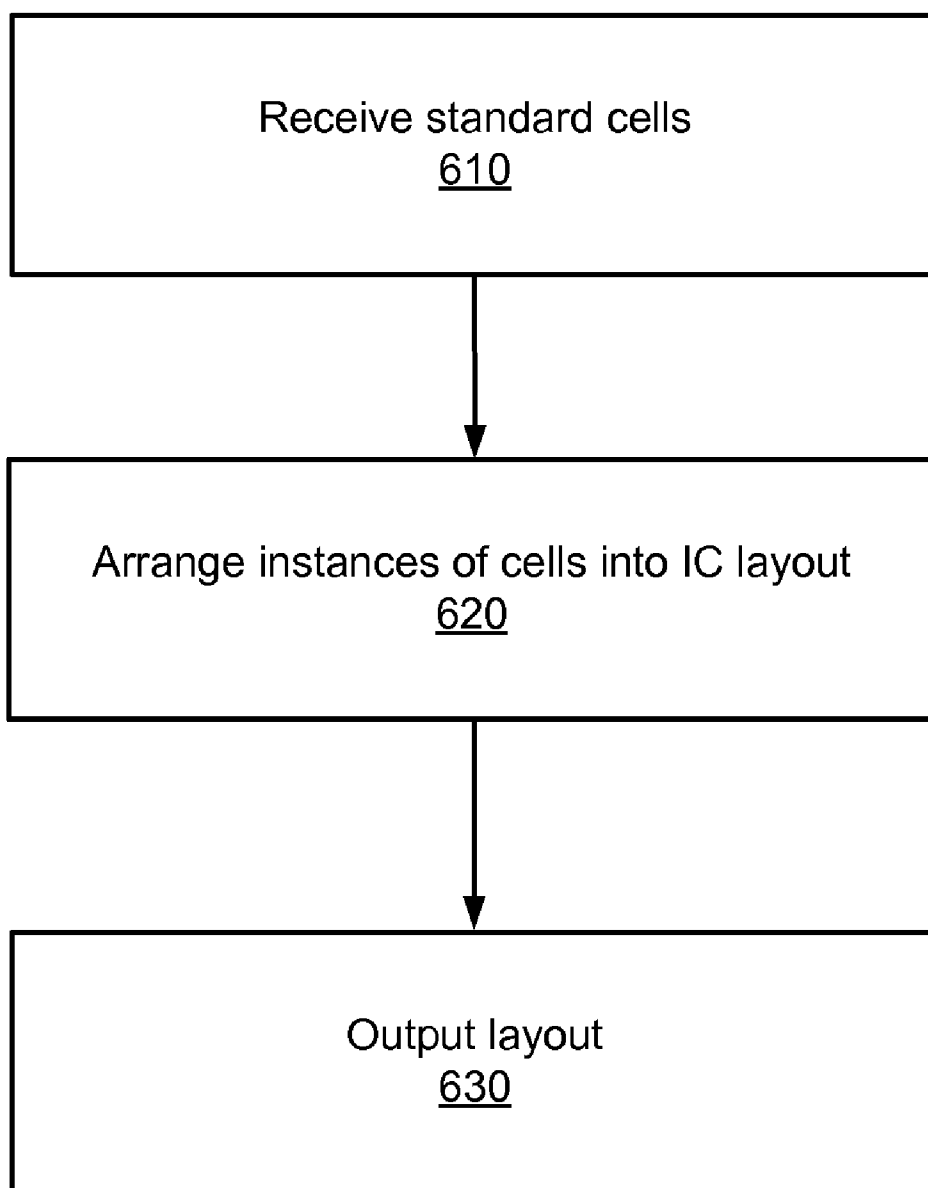 Receive standard cells
610
Arrange instances of cells into IC layout
620
Output layout
630